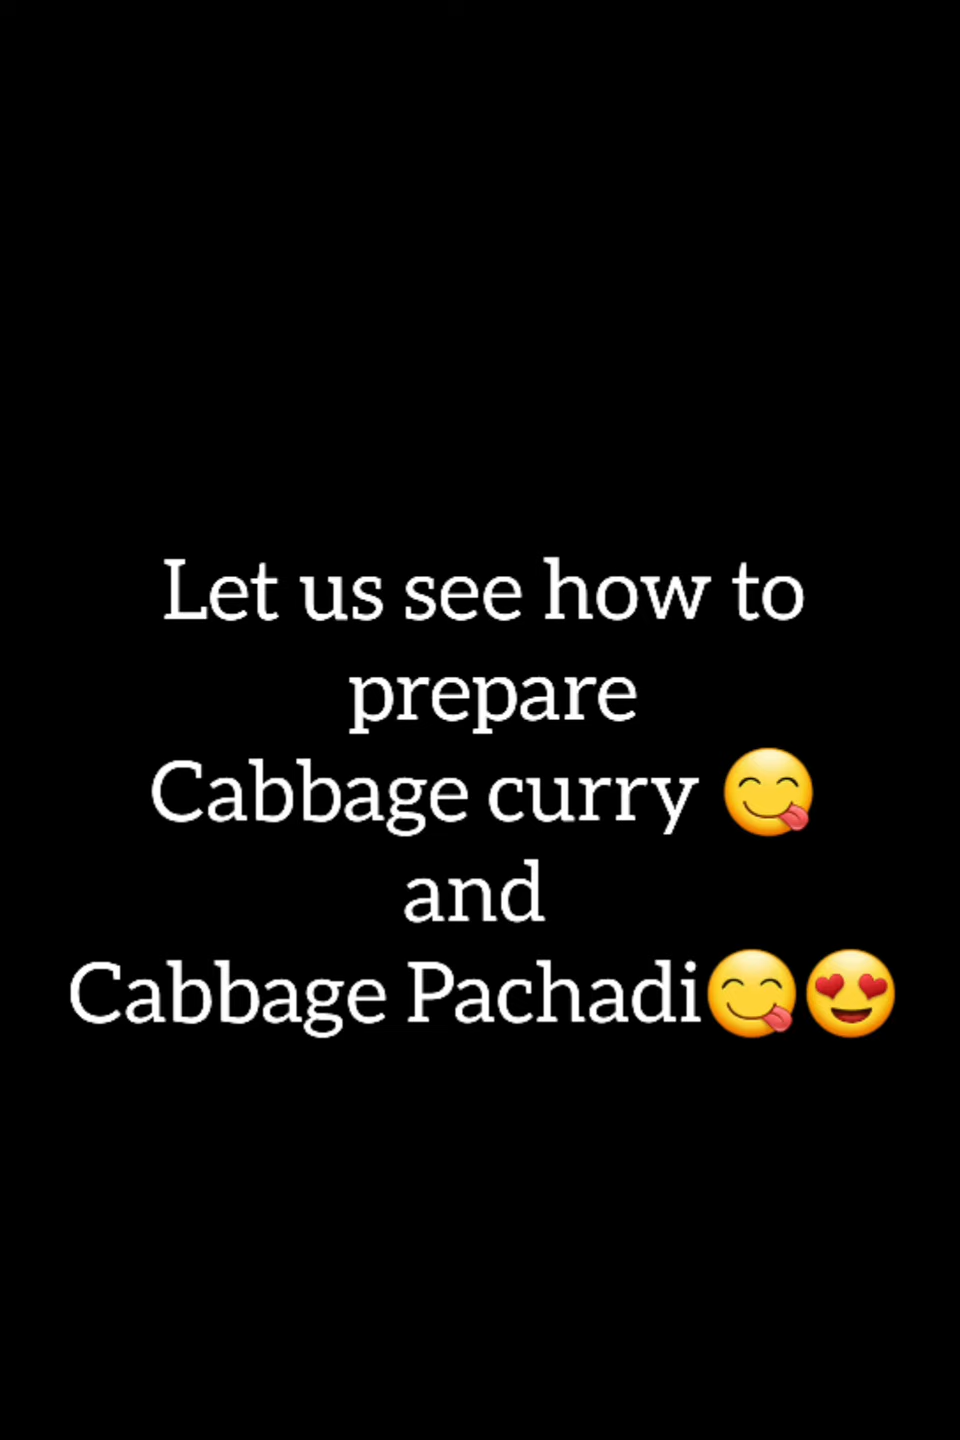 Let us see how to
prepare
Cabbage curry 😋
and
Cabbage Pachadi😋😍